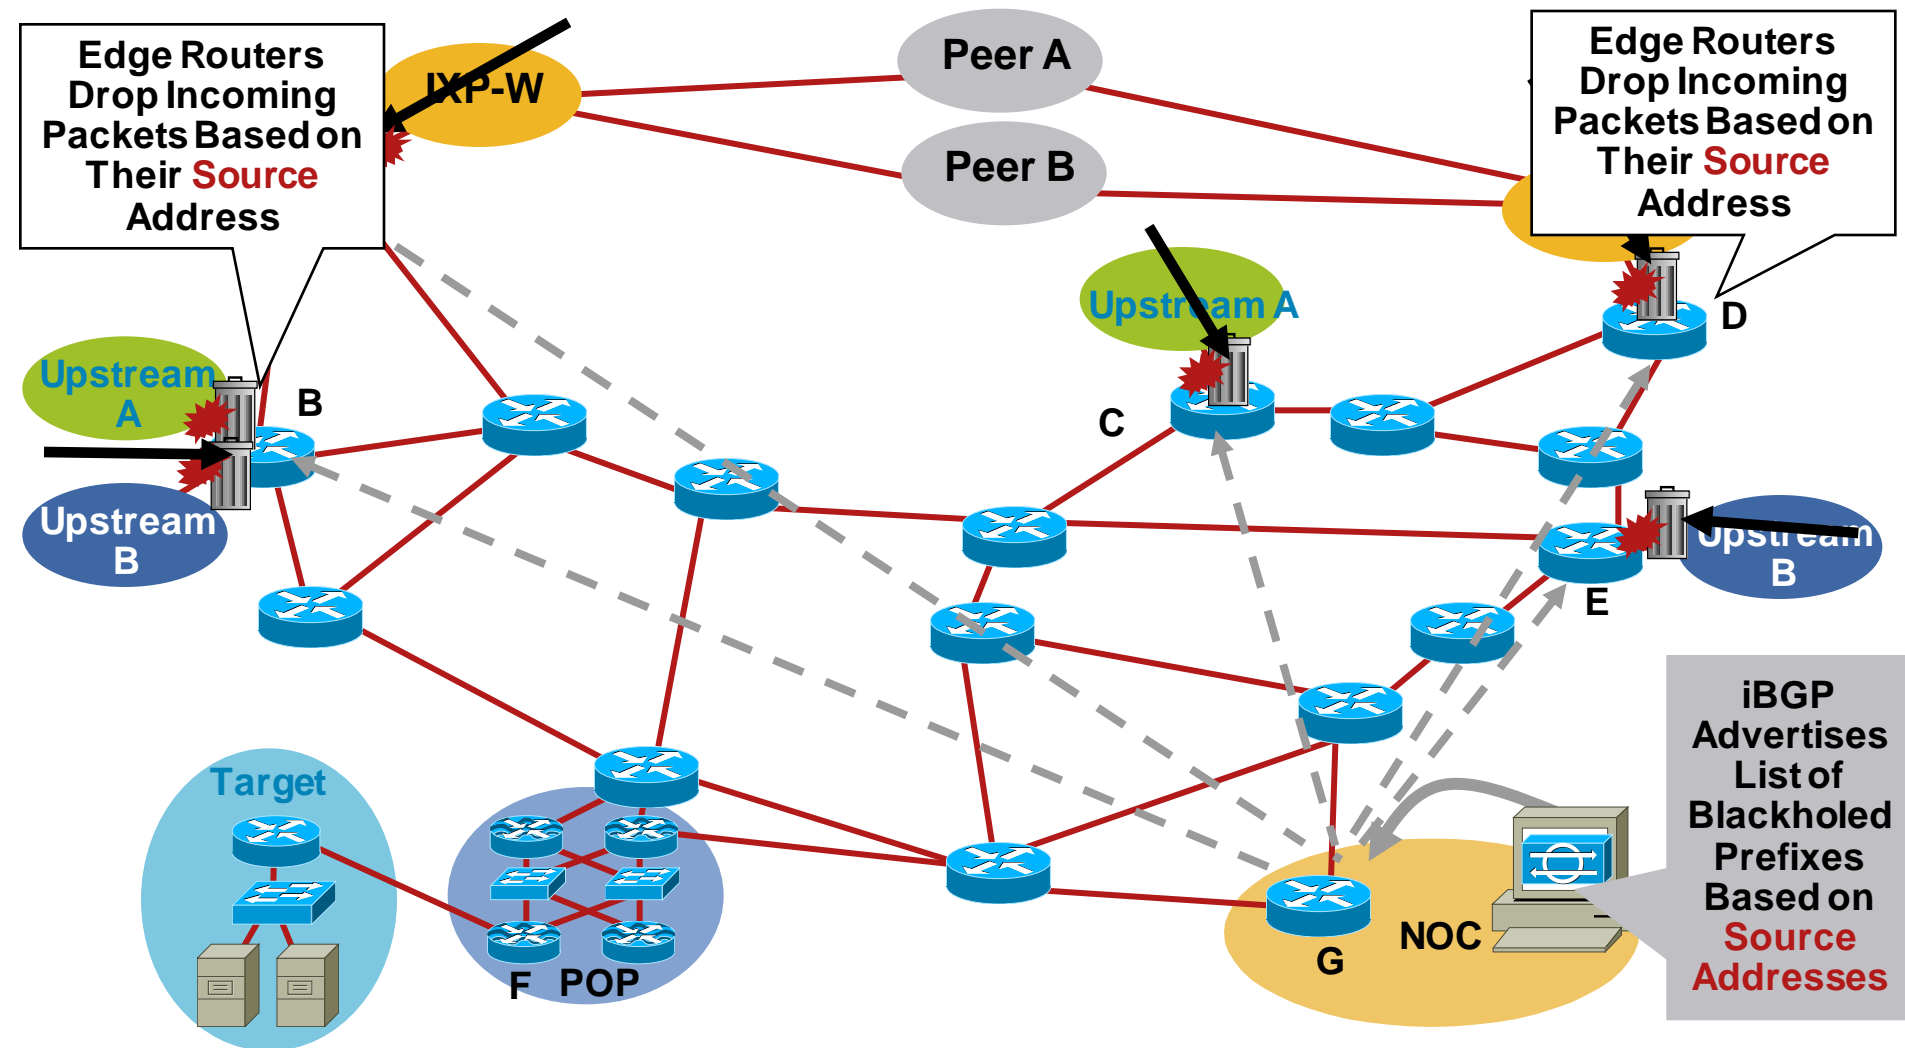 Edge Routers
Drop Incoming
Packets Based on
Their Source
Address
IXP-W
Peer A
Peer B
Edge Routers
Drop Incoming
Packets Based on
Their Source
Address
Upstream A
D
Upstream
A
B
C
Upstream
B
Upstream
B
E
iBGP
Advertises
List of
Blackholed
Prefixes
Based on
Source
Addresses
Target
NOC
G
F
POP